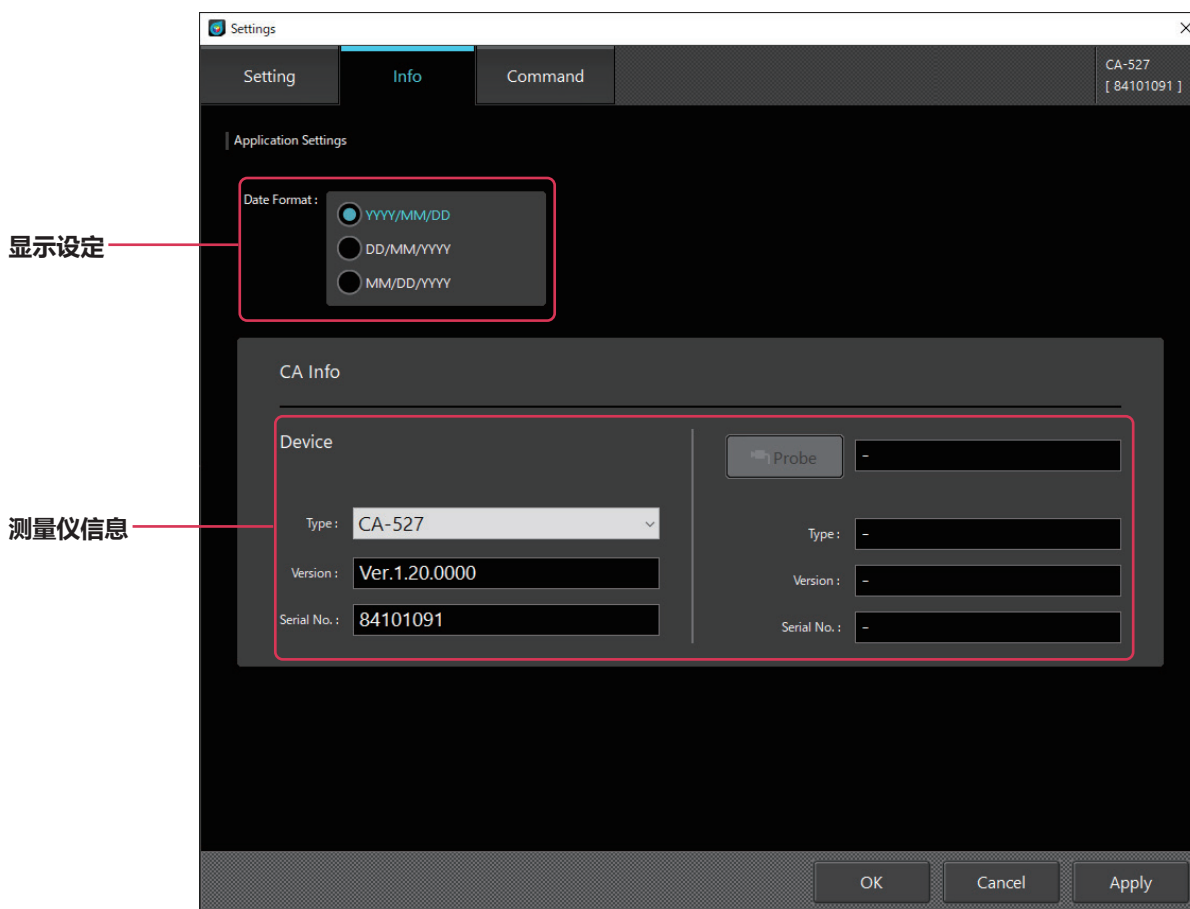 Settings
Setting
Info
Command
CA-527
[ 84101091 ]
Application Settings
显示设定
Date Format :
YYYY/MM/DD
DD/MM/YYYY
MM/DD/YYYY
CA Info
测量仪信息
Device
Type :
CA-527
Version :
Ver.1.20.0000
Serial No. :
84101091
Probe
-
Type :
-
Version :
-
Serial No. :
-
OK
Cancel
Apply